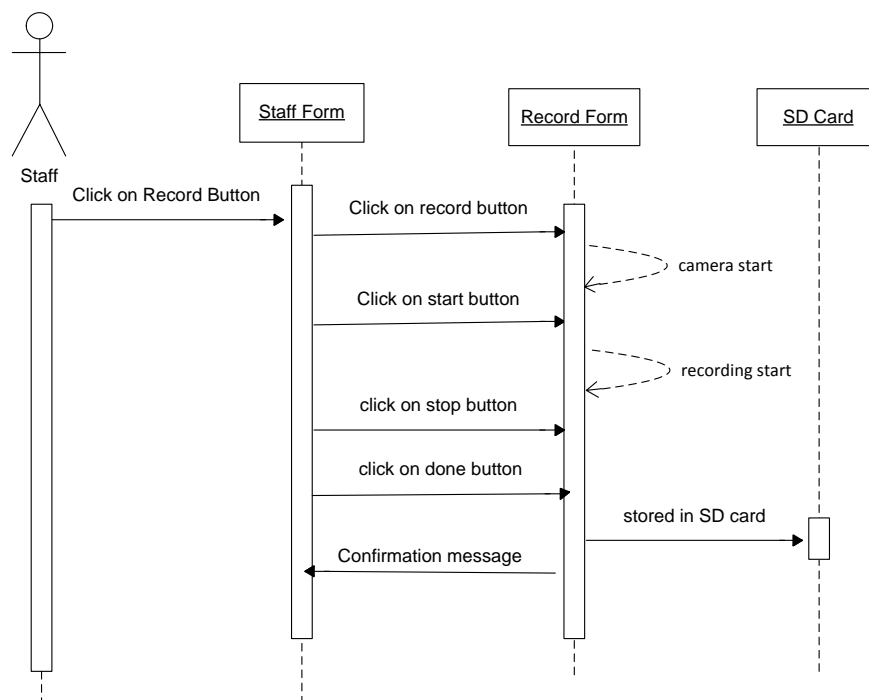 Staff Form
Record Form
SD Card
Staff
Click on Record Button
Click on record button
camera start
Click on start button
recording start
click on stop button
click on done button
stored in SD card
Confirmation message